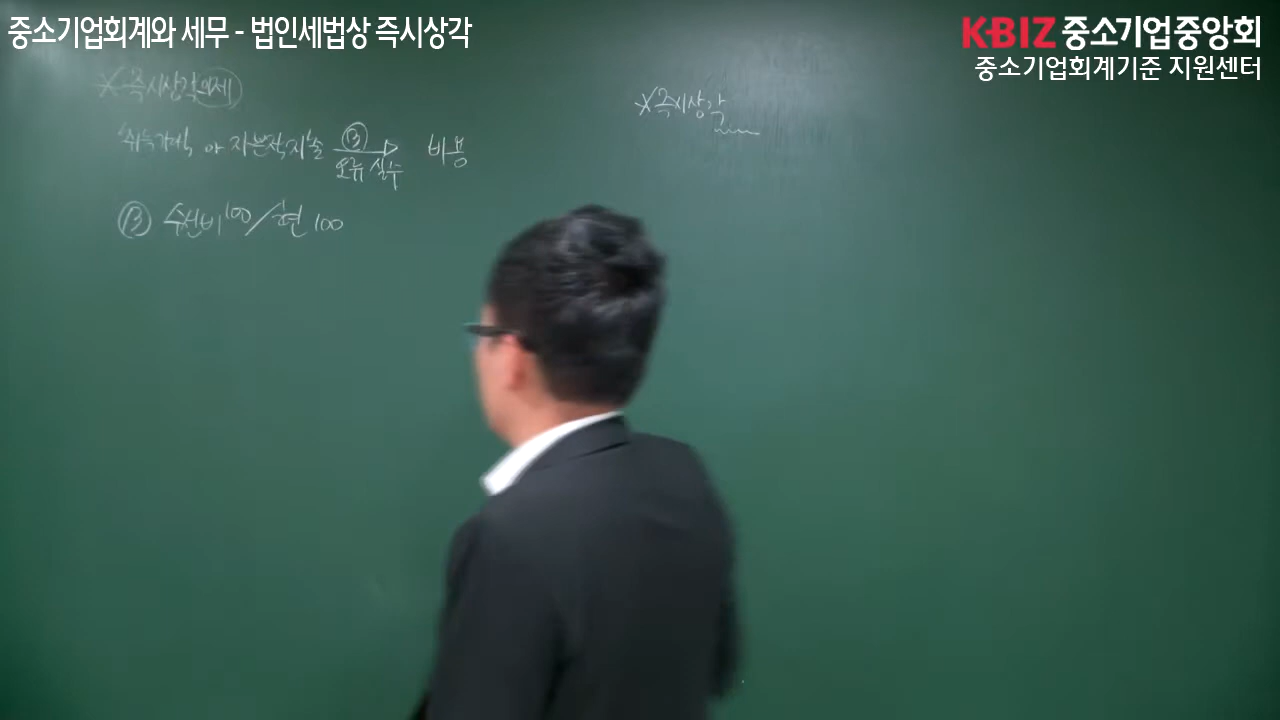 중소기업회계와 세무 - 법인세법상 즉시상각
K-BIZ 중소기업중앙회
중소기업회계기준 지원센터
※ 즉시상각의제
취득가액 or 자본적지출 Ⓑ 오류 실수 비용
Ⓑ 수선비 100 / 현 100
※ 즉시상각